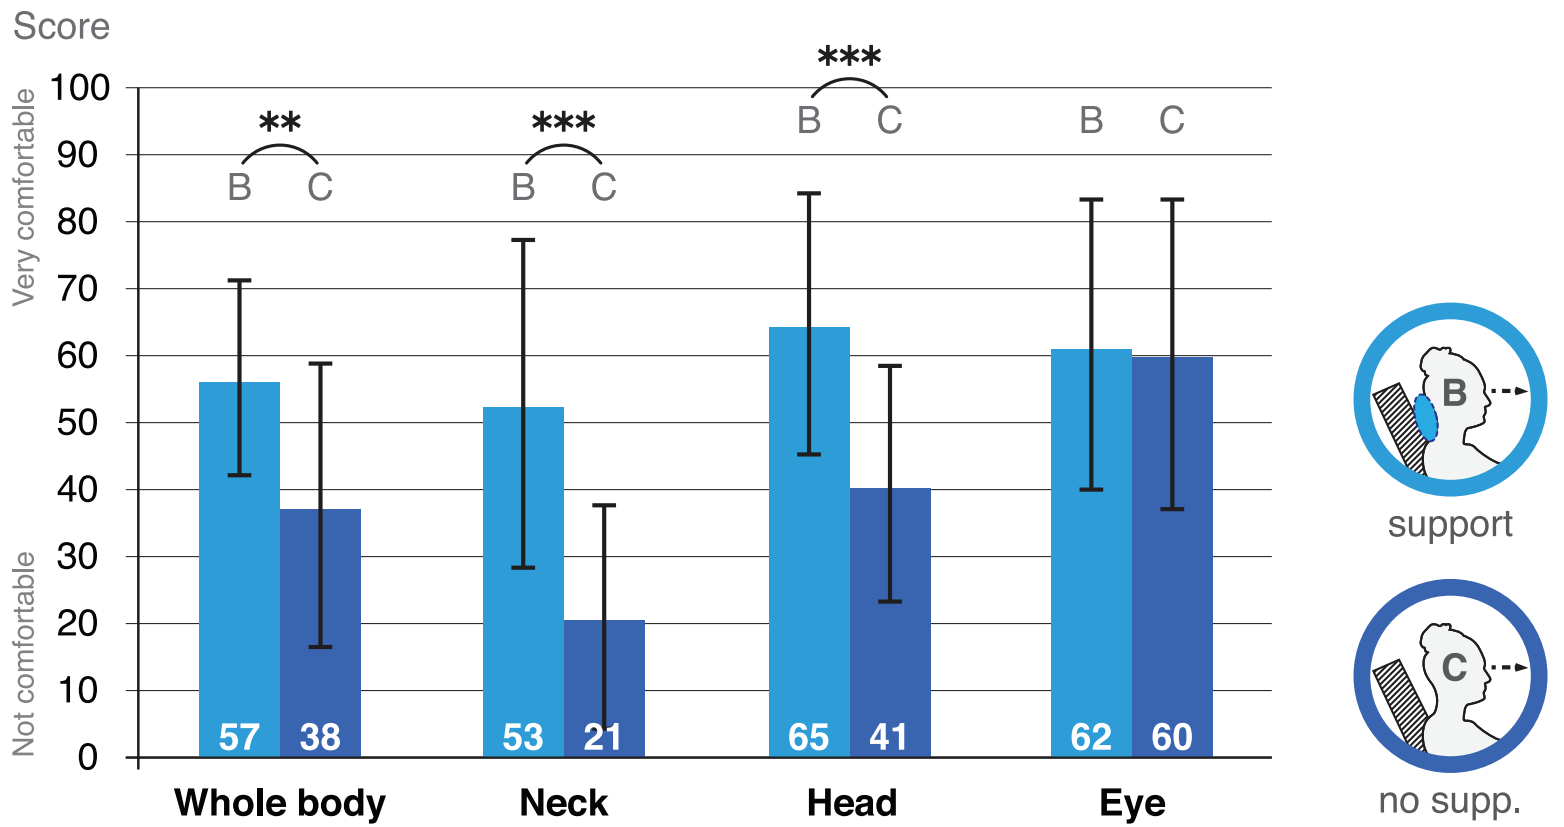 Score
Very comfortable
Not comfortable
100
90
80
70
60
50
40
30
20
10
0
**
B C
***
B C
***
B C
B C
57 38
53 21
65 41
62 60
Whole body
Neck
Head
Eye
B
support
C
no supp.